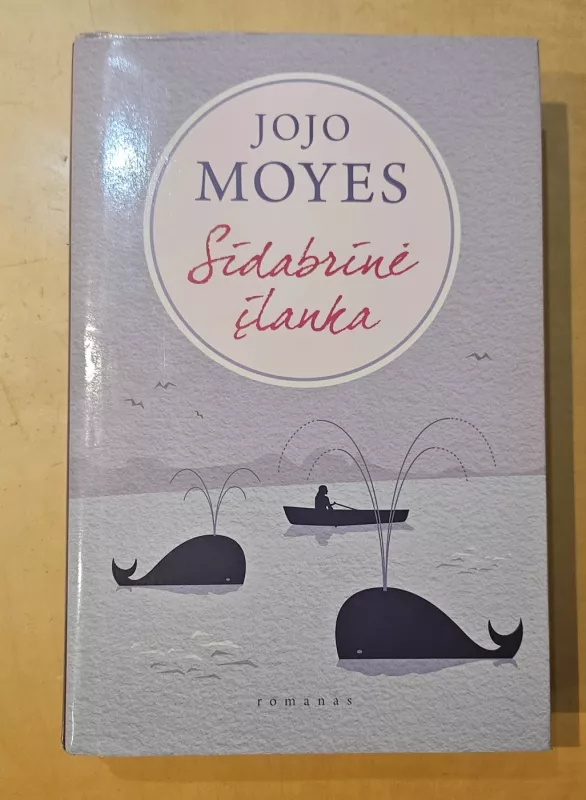 JOJO
MOYES
Sidabrinė
įlanka
romanas